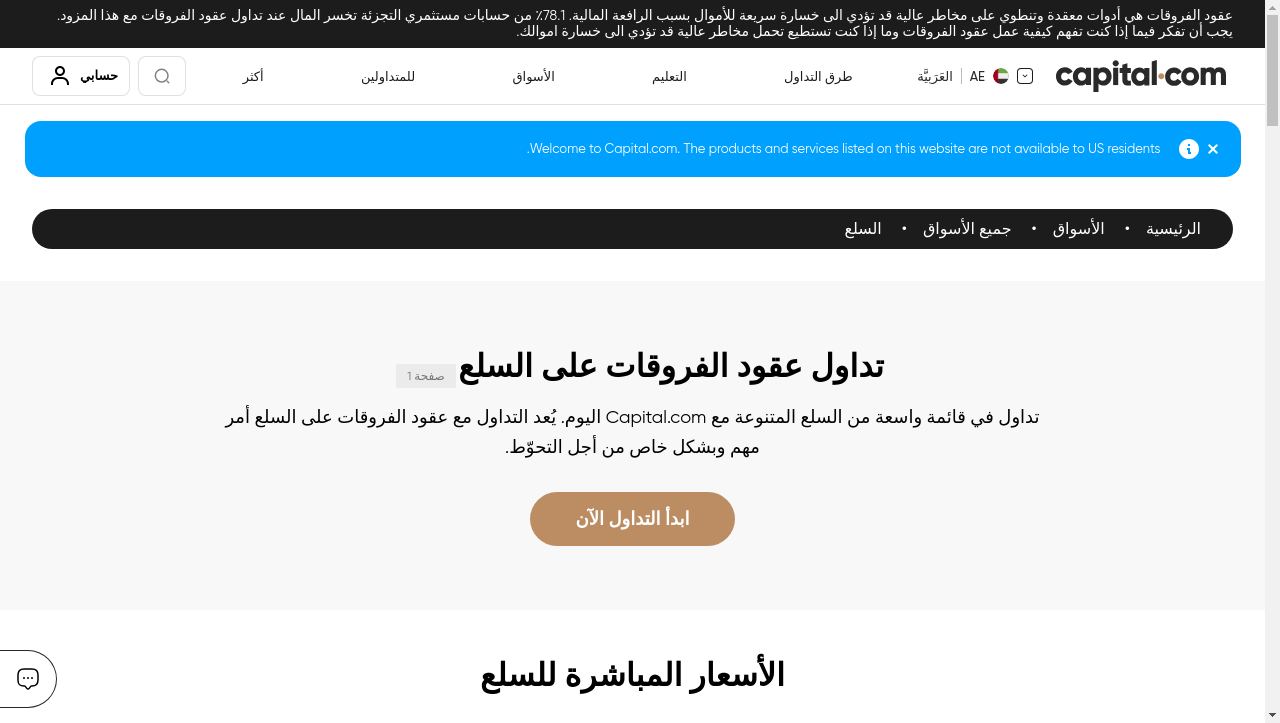 عقود الفروقات هي أدوات معقدة وتنطوي على مخاطر عالية قد تؤدي الى خسارة سريعة للأموال بسبب الرافعة المالية. 78.1٪ من حسابات مستثمري التجزئة تخسر المال عند تداول عقود الفروقات مع هذا المزود.
يجب أن تفكر فيما إذا كنت تفهم كيفية عمل عقود الفروقات وما إذا كنت تستطيع تحمل مخاطر عالية قد تؤدي الى خسارة اموالك.
capital.com
AE
العَرَبيَّة
طرق التداول
التعليم
الأسواق
للمتداولين
أكثر
حسابي
Welcome to Capital.com. The products and services listed on this website are not available to US residents.
الرئيسية • الأسواق • جميع الأسواق • السلع
تداول عقود الفروقات على السلع
صفحة 1
تداول في قائمة واسعة من السلع المتنوعة مع Capital.com اليوم. يُعد التداول مع عقود الفروقات على السلع أمر
مهم وبشكل خاص من أجل التحوّط.
ابدأ التداول الآن
الأسعار المباشرة للسلع